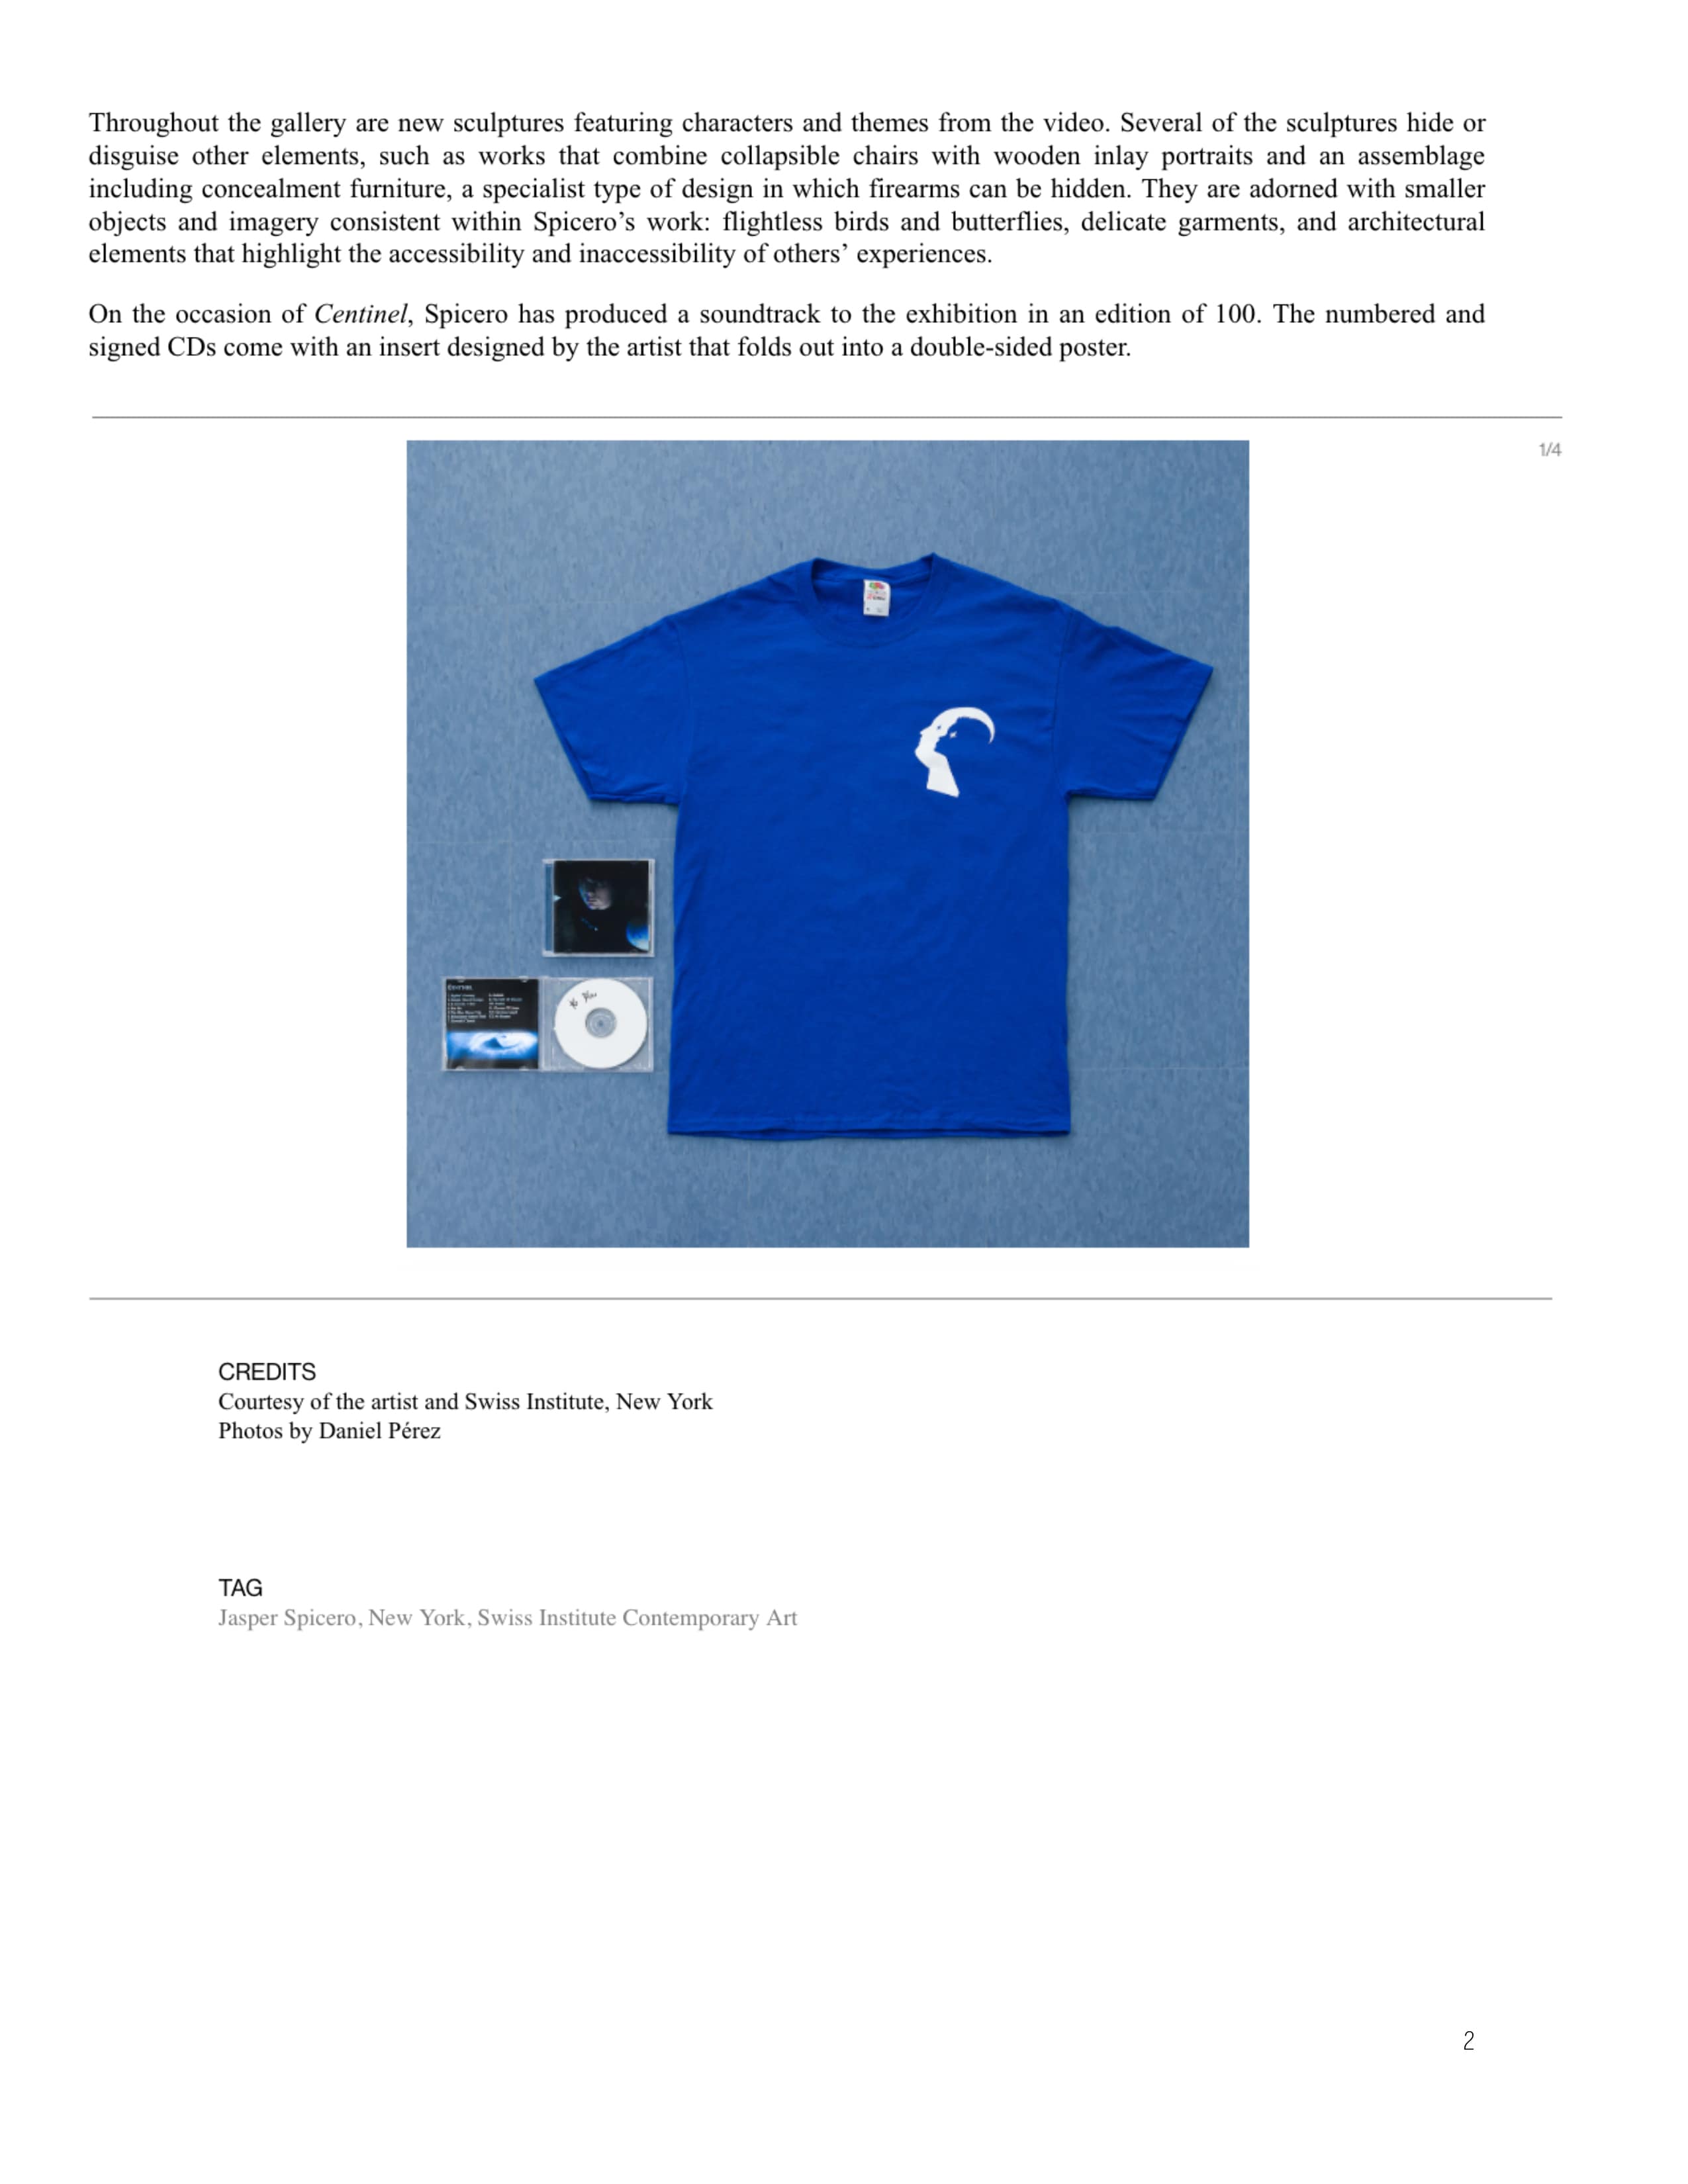 Throughout the gallery are new sculptures featuring characters and themes from the video. Several of the sculptures hide or
disguise other elements, such as works that combine collapsible chairs with wooden inlay portraits and an assemblage
including concealment furniture, a specialist type of design in which firearms can be hidden. They are adorned with smaller
objects and imagery consistent within Spicero’s work: flightless birds and butterflies, delicate garments, and architectural
elements that highlight the accessibility and inaccessibility of others’ experiences.
On the occasion of Centinel, Spicero has produced a soundtrack to the exhibition in an edition of 100. The numbered and
signed CDs come with an insert designed by the artist that folds out into a double-sided poster.
1/4
CREDITS
Courtesy of the artist and Swiss Institute, New York
Photos by Daniel Pérez
TAG
Jasper Spicero, New York, Swiss Institute Contemporary Art
2